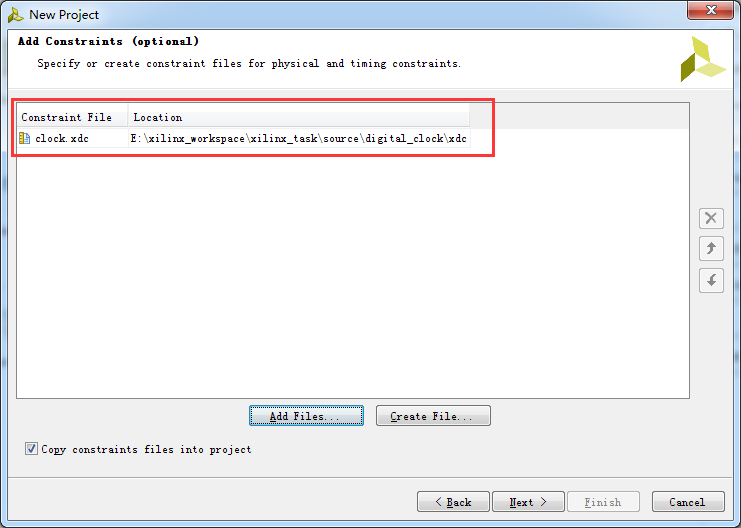 New Project
Add Constraints (optional)
Specify or create constraint files for physical and timing constraints.
Constraint File Location
clock.xdc E:\xilinx_workspace\xilinx_task\source\digital_clock\xdc
Add Files... Create File...
Copy constraints files into project
< Back Next > Finish Cancel